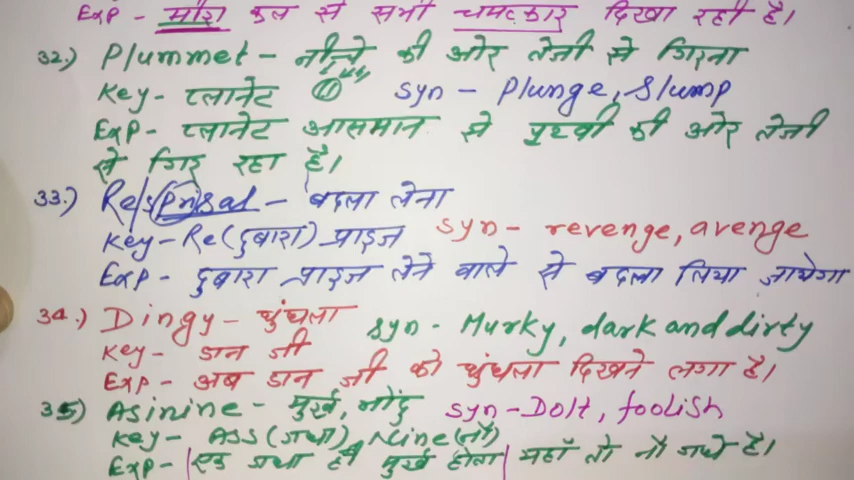 Exp - मीरा कुल से सभी चमत्कार दिखा रही है।
32.) Plummet - नीचे की ओर तेजी से गिरना
Key - प्लानेट syn - Plunge, Slump
Exp - प्लानेट आसमान से पृथ्वी की ओर तेजी
से गिर रहा है।
33.) Re/sPrisal - बदला लेना
Key - Re(दुबारा) प्राइज syn - revenge, avenge
Exp - दुबारा प्राइज लेने वाले से बदला लिया जायेगा
34.) Dingy - धुंधला syn - Murky, dark and dirty
Key - डान जी
Exp - अब डान जी को धुंधला दिखने लगा है।
35) Asinine - मुर्ख, भोंदु syn - Dolt, foolish
Key - ASS(गधा), Nine(नौ)
Exp - एक गधा ही मुर्ख होता यहाँ तो नौ गधे है।